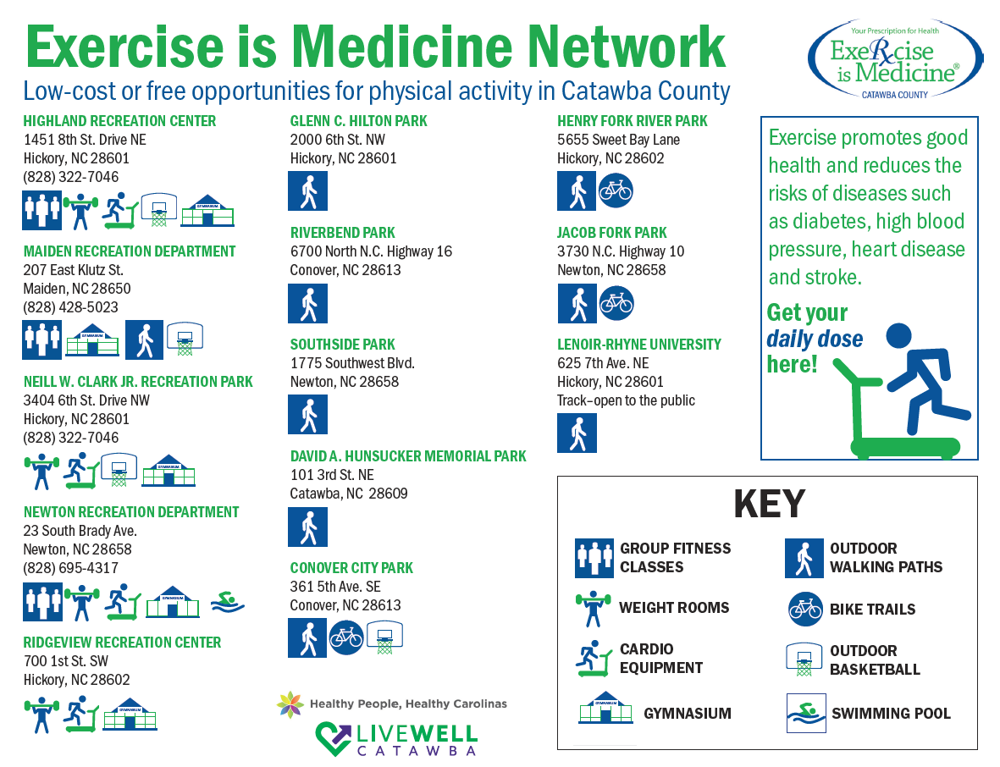 Exercise is Medicine Network
Low-cost or free opportunities for physical activity in Catawba County
Your Prescription for Health
ExeRxcise
is Medicine®
CATAWBA COUNTY
HIGHLAND RECREATION CENTER
1451 8th St. Drive NE
Hickory, NC 28601
(828) 322-7046
GYMNASIUM
MAIDEN RECREATION DEPARTMENT
207 East Klutz St.
Maiden, NC 28650
(828) 428-5023
GYMNASIUM
NEILL W. CLARK JR. RECREATION PARK
3404 6th St. Drive NW
Hickory, NC 28601
(828) 322-7046
GYMNASIUM
NEWTON RECREATION DEPARTMENT
23 South Brady Ave.
Newton, NC 28658
(828) 695-4317
GYMNASIUM
RIDGEVIEW RECREATION CENTER
700 1st St. SW
Hickory, NC 28602
GYMNASIUM
GLENN C. HILTON PARK
2000 6th St. NW
Hickory, NC 28601
RIVERBEND PARK
6700 North N.C. Highway 16
Conover, NC 28613
SOUTHSIDE PARK
1775 Southwest Blvd.
Newton, NC 28658
DAVID A. HUNSUCKER MEMORIAL PARK
101 3rd St. NE
Catawba, NC 28609
CONOVER CITY PARK
361 5th Ave. SE
Conover, NC 28613
Healthy People, Healthy Carolinas
LIVEWELL
CATAWBA
HENRY FORK RIVER PARK
5655 Sweet Bay Lane
Hickory, NC 28602
JACOB FORK PARK
3730 N.C. Highway 10
Newton, NC 28658
LENOIR-RHYNE UNIVERSITY
625 7th Ave. NE
Hickory, NC 28601
Track–open to the public
Exercise promotes good
health and reduces the
risks of diseases such
as diabetes, high blood
pressure, heart disease
and stroke.
Get your
daily dose
here!
KEY
GROUP FITNESS
CLASSES
WEIGHT ROOMS
CARDIO
EQUIPMENT
GYMNASIUM
GYMNASIUM
OUTDOOR
WALKING PATHS
BIKE TRAILS
OUTDOOR
BASKETBALL
SWIMMING POOL